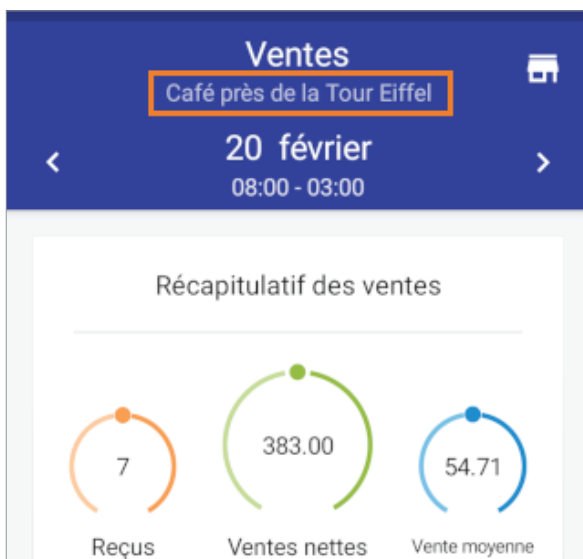 Ventes
Café près de la Tour Eiffel
20 février
08:00 - 03:00
Récapitulatif des ventes
7
383.00
54.71
Reçus
Ventes nettes
Vente moyenne